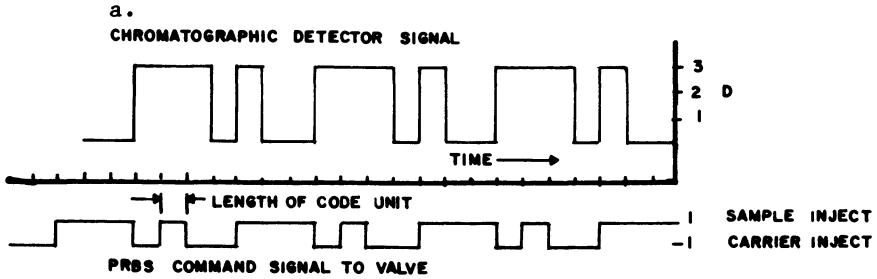 a.
CHROMATOGRAPHIC DETECTOR SIGNAL
3
2 D
1
TIME
LENGTH OF CODE UNIT
1 SAMPLE INJECT
-1 CARRIER INJECT
PRBS COMMAND SIGNAL TO VALVE